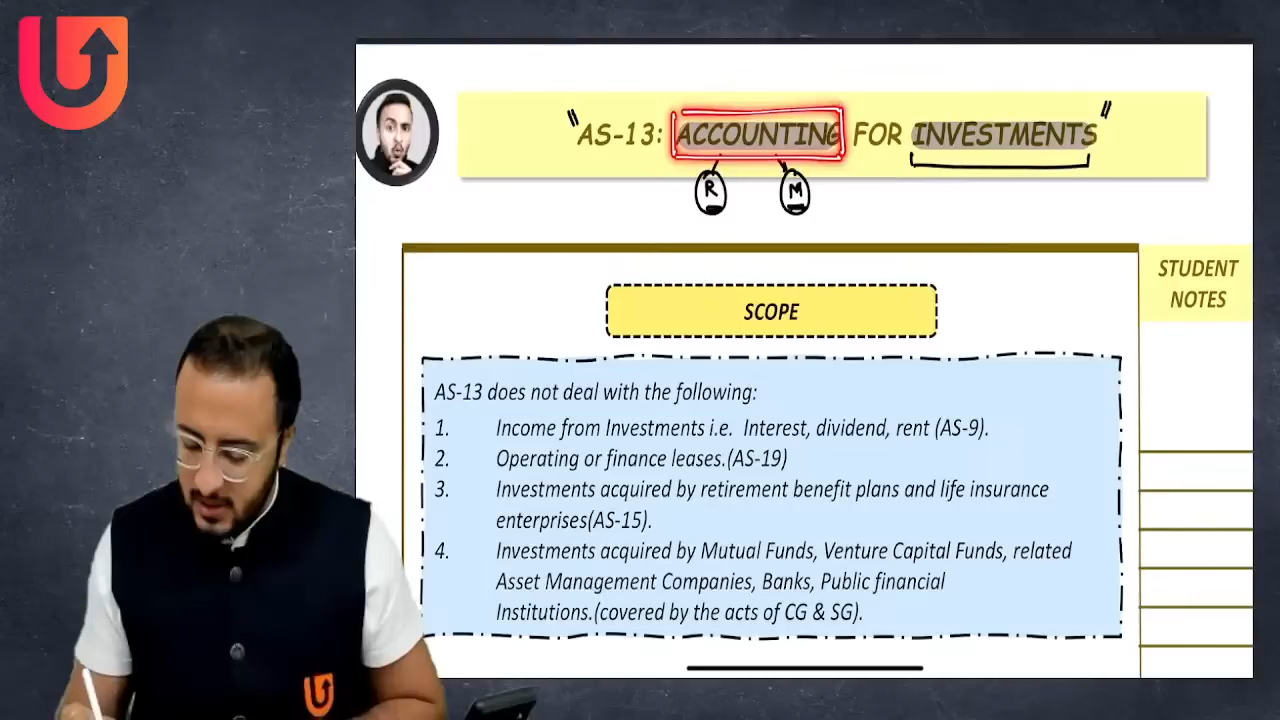 "AS-13: ACCOUNTING FOR INVESTMENTS"
R M
SCOPE
STUDENT
NOTES
AS-13 does not deal with the following:
1. Income from Investments i.e. Interest, dividend, rent (AS-9).
2. Operating or finance leases.(AS-19)
3. Investments acquired by retirement benefit plans and life insurance
enterprises(AS-15).
4. Investments acquired by Mutual Funds, Venture Capital Funds, related
Asset Management Companies, Banks, Public financial
Institutions.(covered by the acts of CG & SG).